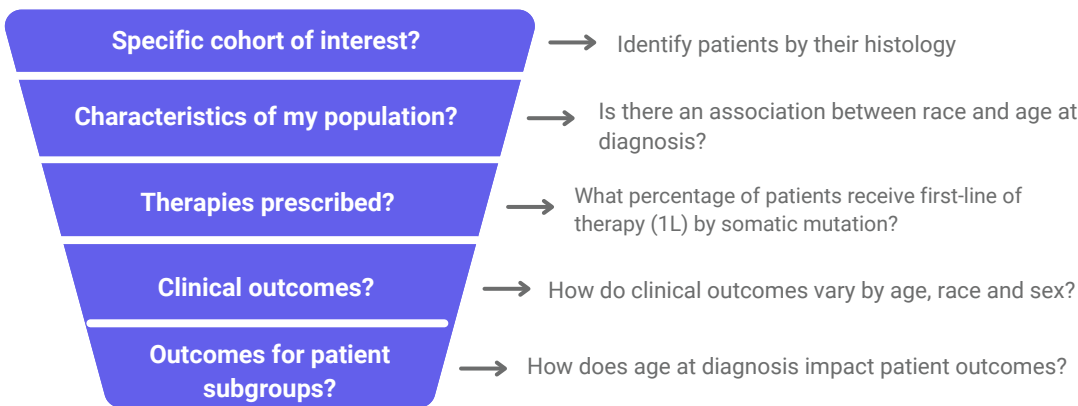 Specific cohort of interest?
Identify patients by their histology
Characteristics of my population?
Is there an association between race and age at
diagnosis?
Therapies prescribed?
What percentage of patients receive first-line of
therapy (1L) by somatic mutation?
Clinical outcomes?
How do clinical outcomes vary by age, race and sex?
Outcomes for patient
subgroups?
How does age at diagnosis impact patient outcomes?